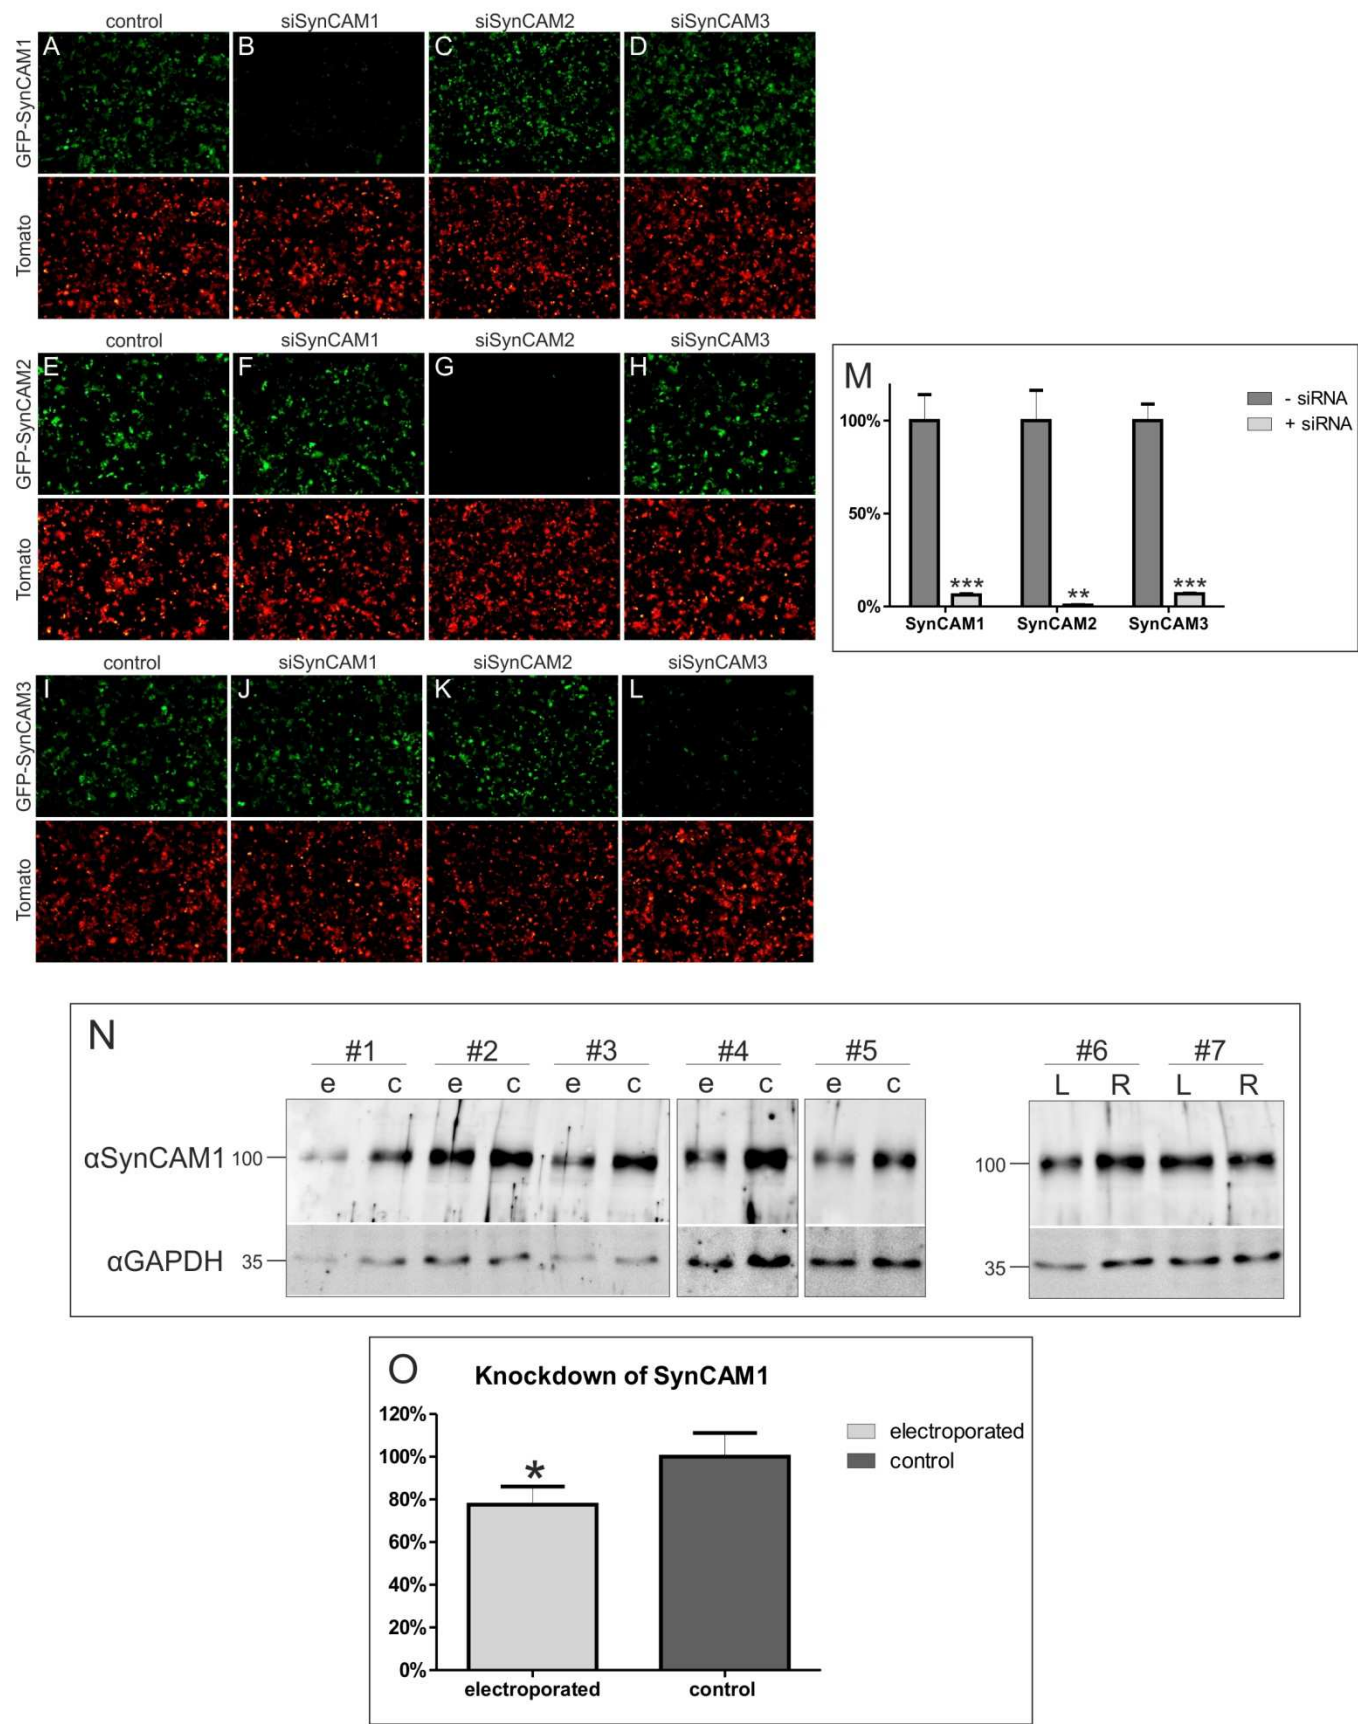 control siSynCAM1 siSynCAM2 siSynCAM3
GFP-SynCAM1
A B C D
Tomato
control siSynCAM1 siSynCAM2 siSynCAM3
GFP-SynCAM2
E F G H
Tomato
control siSynCAM1 siSynCAM2 siSynCAM3
GFP-SynCAM3
I J K L
Tomato
M
- siRNA
+ siRNA
100%
50%
0%
*** ** ***
SynCAM1 SynCAM2 SynCAM3
N
#1 #2 #3 #4 #5 #6 #7
e c e c e c e c e c L R L R
αSynCAM1 100 100
αGAPDH 35 35
O
Knockdown of SynCAM1
120%
100%
80%
60%
40%
20%
0%
*
electroporated
control
electroporated control